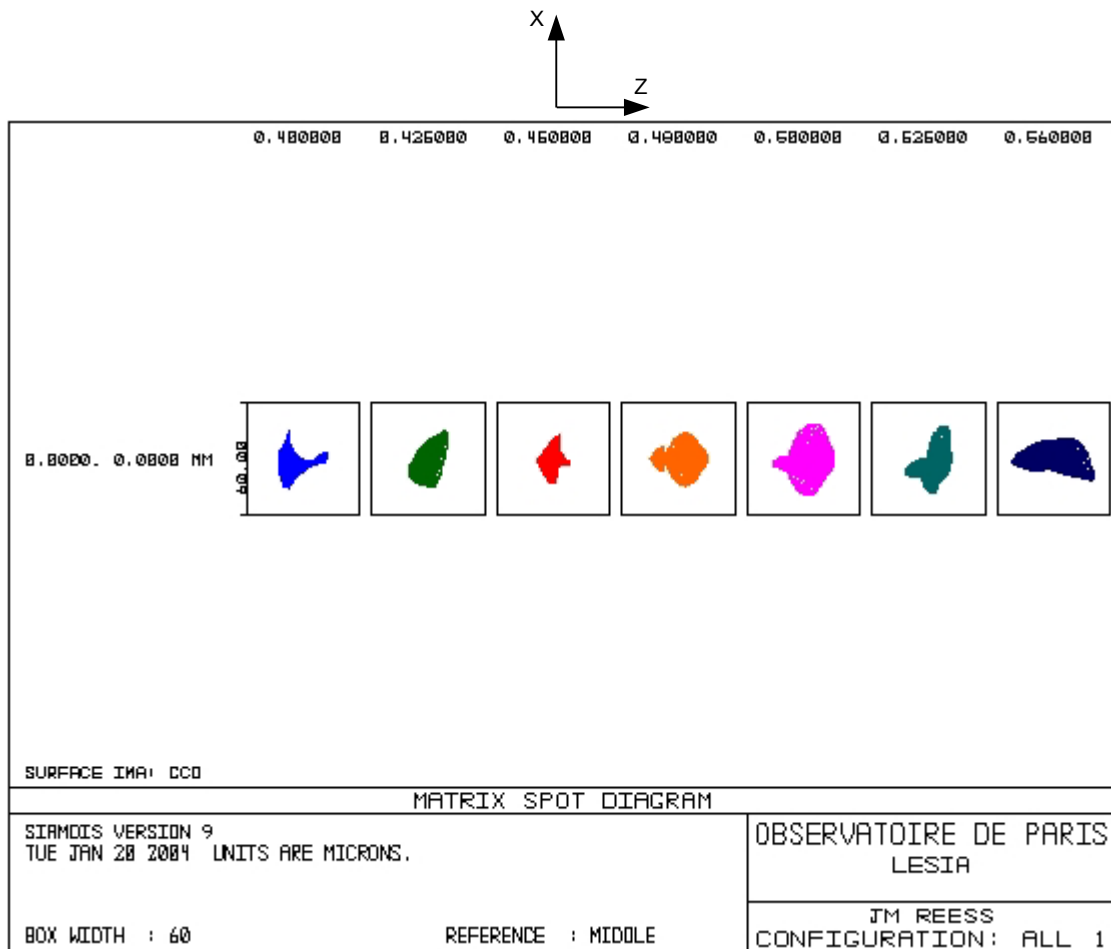 X
Z
0.400000 0.425000 0.460000 0.490000 0.500000 0.525000 0.560000
0.0000, 0.0000 MM
60.00
SURFACE IMA: CCD
MATRIX SPOT DIAGRAM
SIAMOIS VERSION 9
TUE JAN 20 2004 UNITS ARE MICRONS.
OBSERVATOIRE DE PARIS
LESIA
BOX WIDTH : 60 REFERENCE : MIDDLE
JM REESS
CONFIGURATION: ALL 1